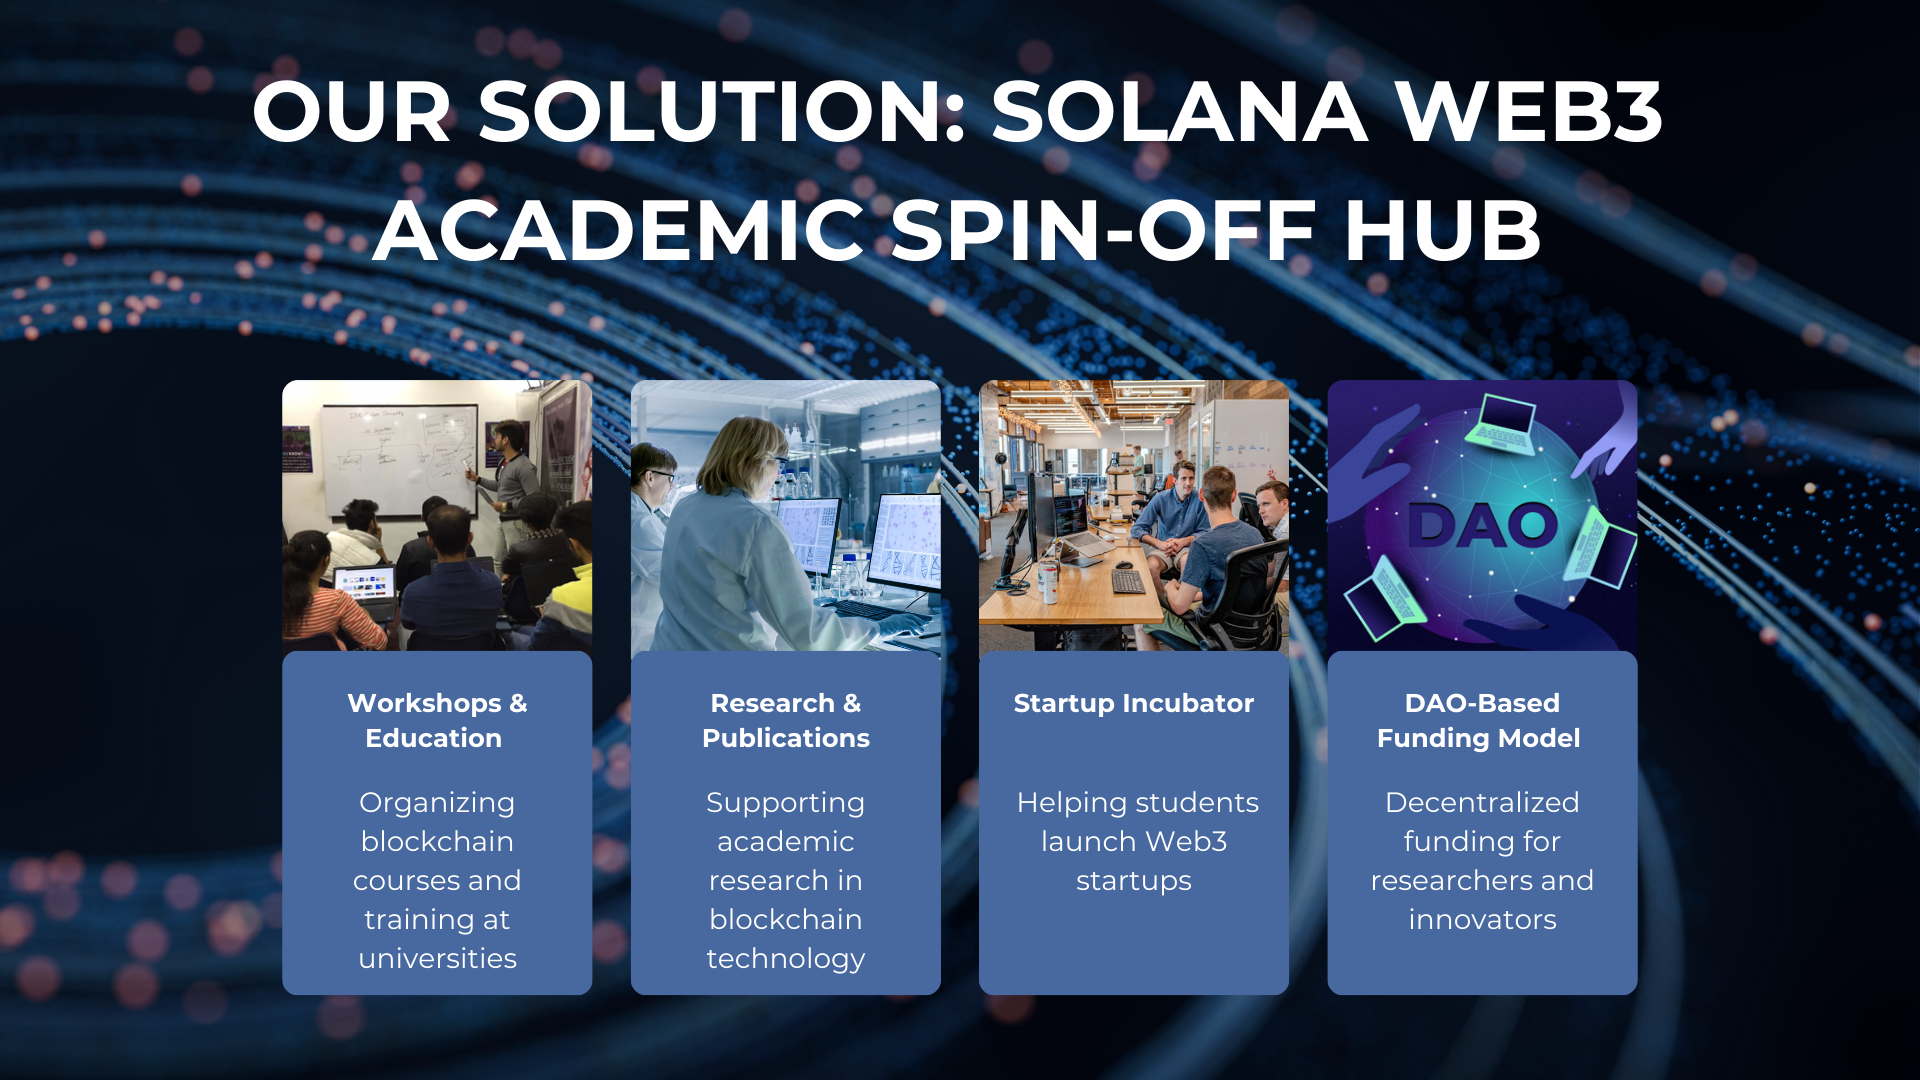 OUR SOLUTION: SOLANA WEB3
ACADEMIC SPIN-OFF HUB
DAO
Workshops &
Education
Organizing
blockchain
courses and
training at
universities
Research &
Publications
Supporting
academic
research in
blockchain
technology
Startup Incubator
Helping students
launch Web3
startups
DAO-Based
Funding Model
Decentralized
funding for
researchers and
innovators